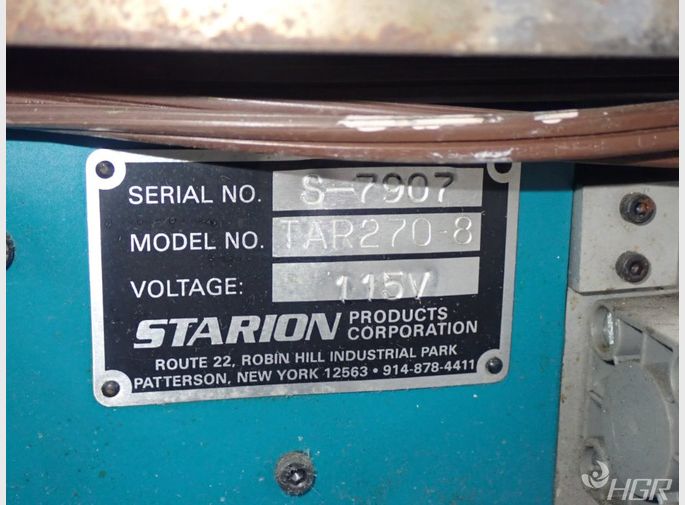 SERIAL NO. S-7907
MODEL NO. TAR270-8
VOLTAGE: 115V
STARION PRODUCTS CORPORATION
ROUTE 22, ROBIN HILL INDUSTRIAL PARK
PATTERSON, NEW YORK 12563 • 914-878-4411
HGR